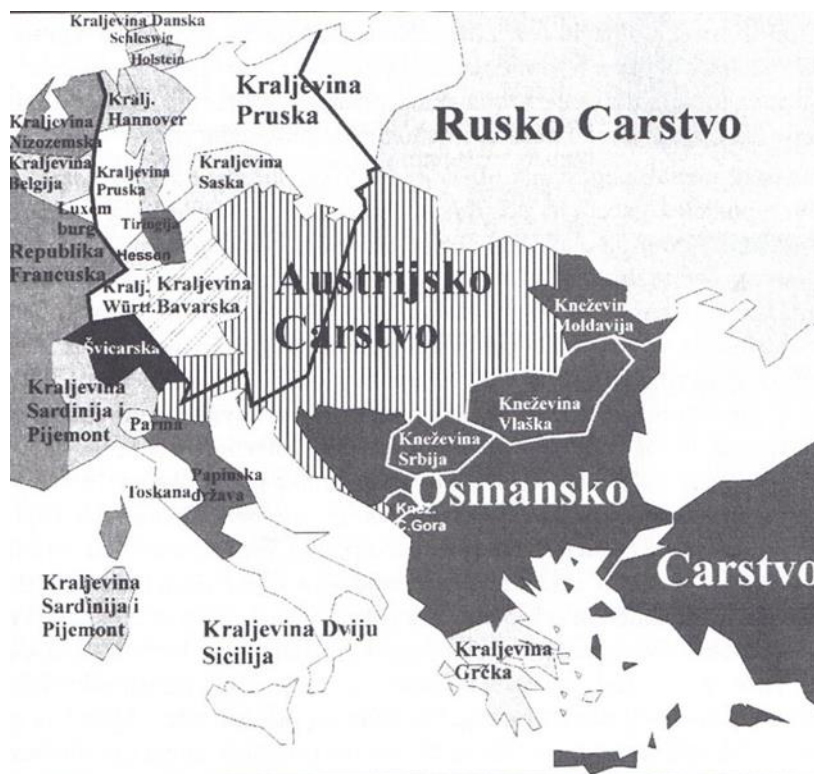 Kraljevina Danska
Schleswig
Holstein
Kralj.
Hannover
Kraljevina
Pruska
Rusko Carstvo
Kraljevina
Nizozemska
Kraljevina
Belgija
Kraljevina
Pruska
Kraljevina
Saska
Luxem
burg
Tiringija
Republika
Francuska
Hessen
Kralj.
Württ.
Kraljevina
Bavarska
Austrijsko
Carstvo
Kneževin
Moldavija
Švicarska
Kraljevina
Sardinija i
Pijemont
Parma
Kneževina
Vlaška
Kneževina
Srbija
Toskana
Papinska
država
Knež.
C.Gora
Osmansko
Carstvo
Kraljevina
Sardinija i
Pijemont
Kraljevina Dviju
Sicilija
Kraljevina
Grčka